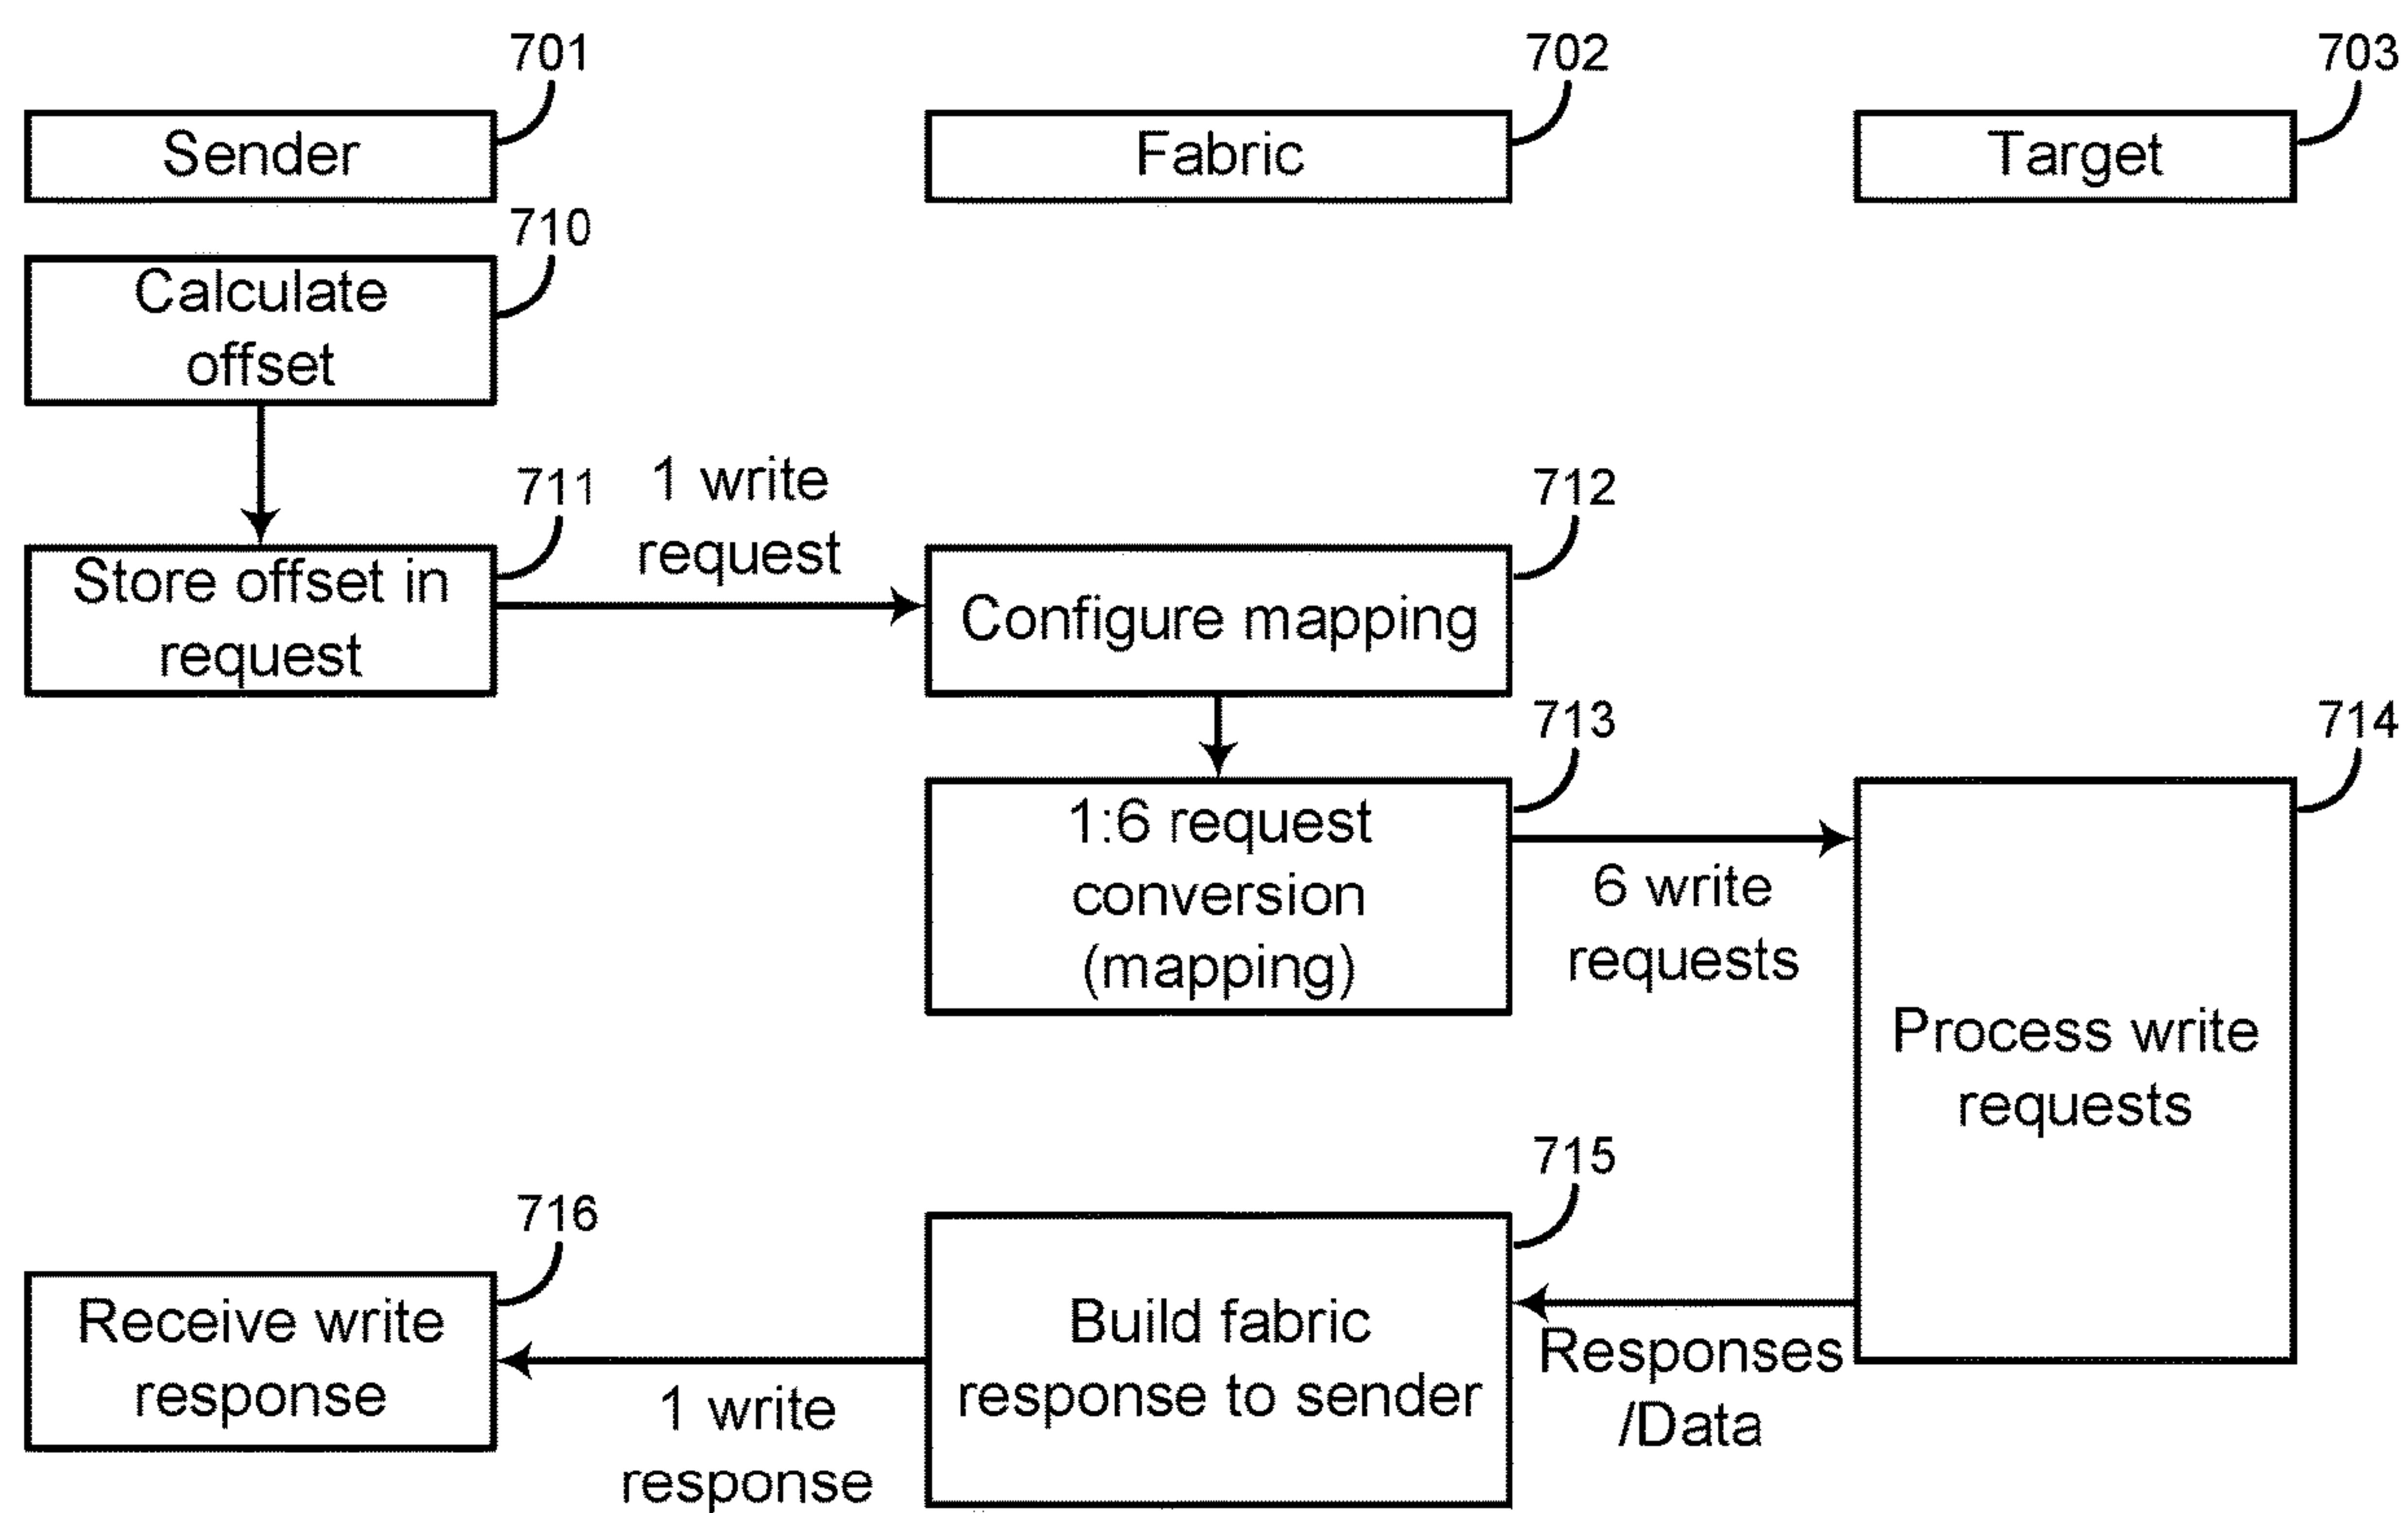 701
702
703
Sender
Fabric
Target
710
Calculate
offset
711
1 write
request
712
Store offset in
request
Configure mapping
713
714
1:6 request
conversion
(mapping)
6 write
requests
Process write
requests
715
716
Receive write
response
Build fabric
response to sender
Responses
/Data
1 write
response